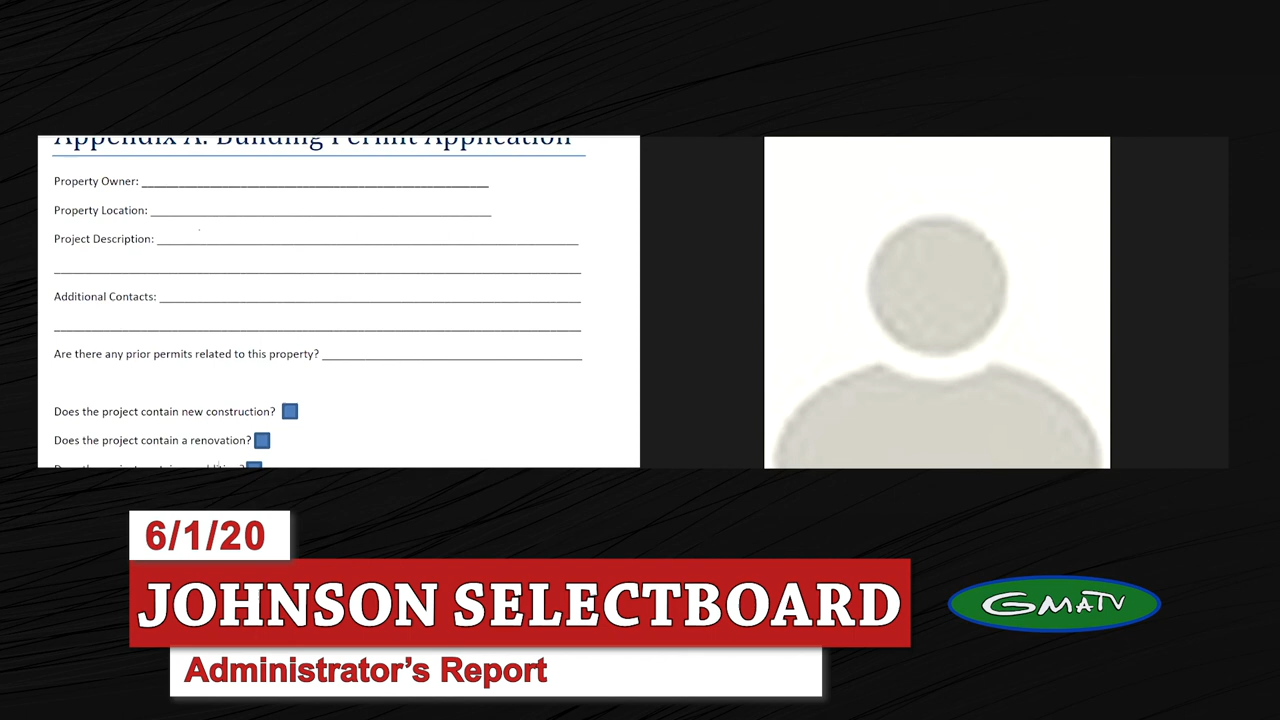 Appendix A: Building Permit Application
Property Owner:
Property Location:
Project Description:
Additional Contacts:
Are there any prior permits related to this property?
Does the project contain new construction?
Does the project contain a renovation?
6/1/20
JOHNSON SELECTBOARD
GMATV
Administrator’s Report